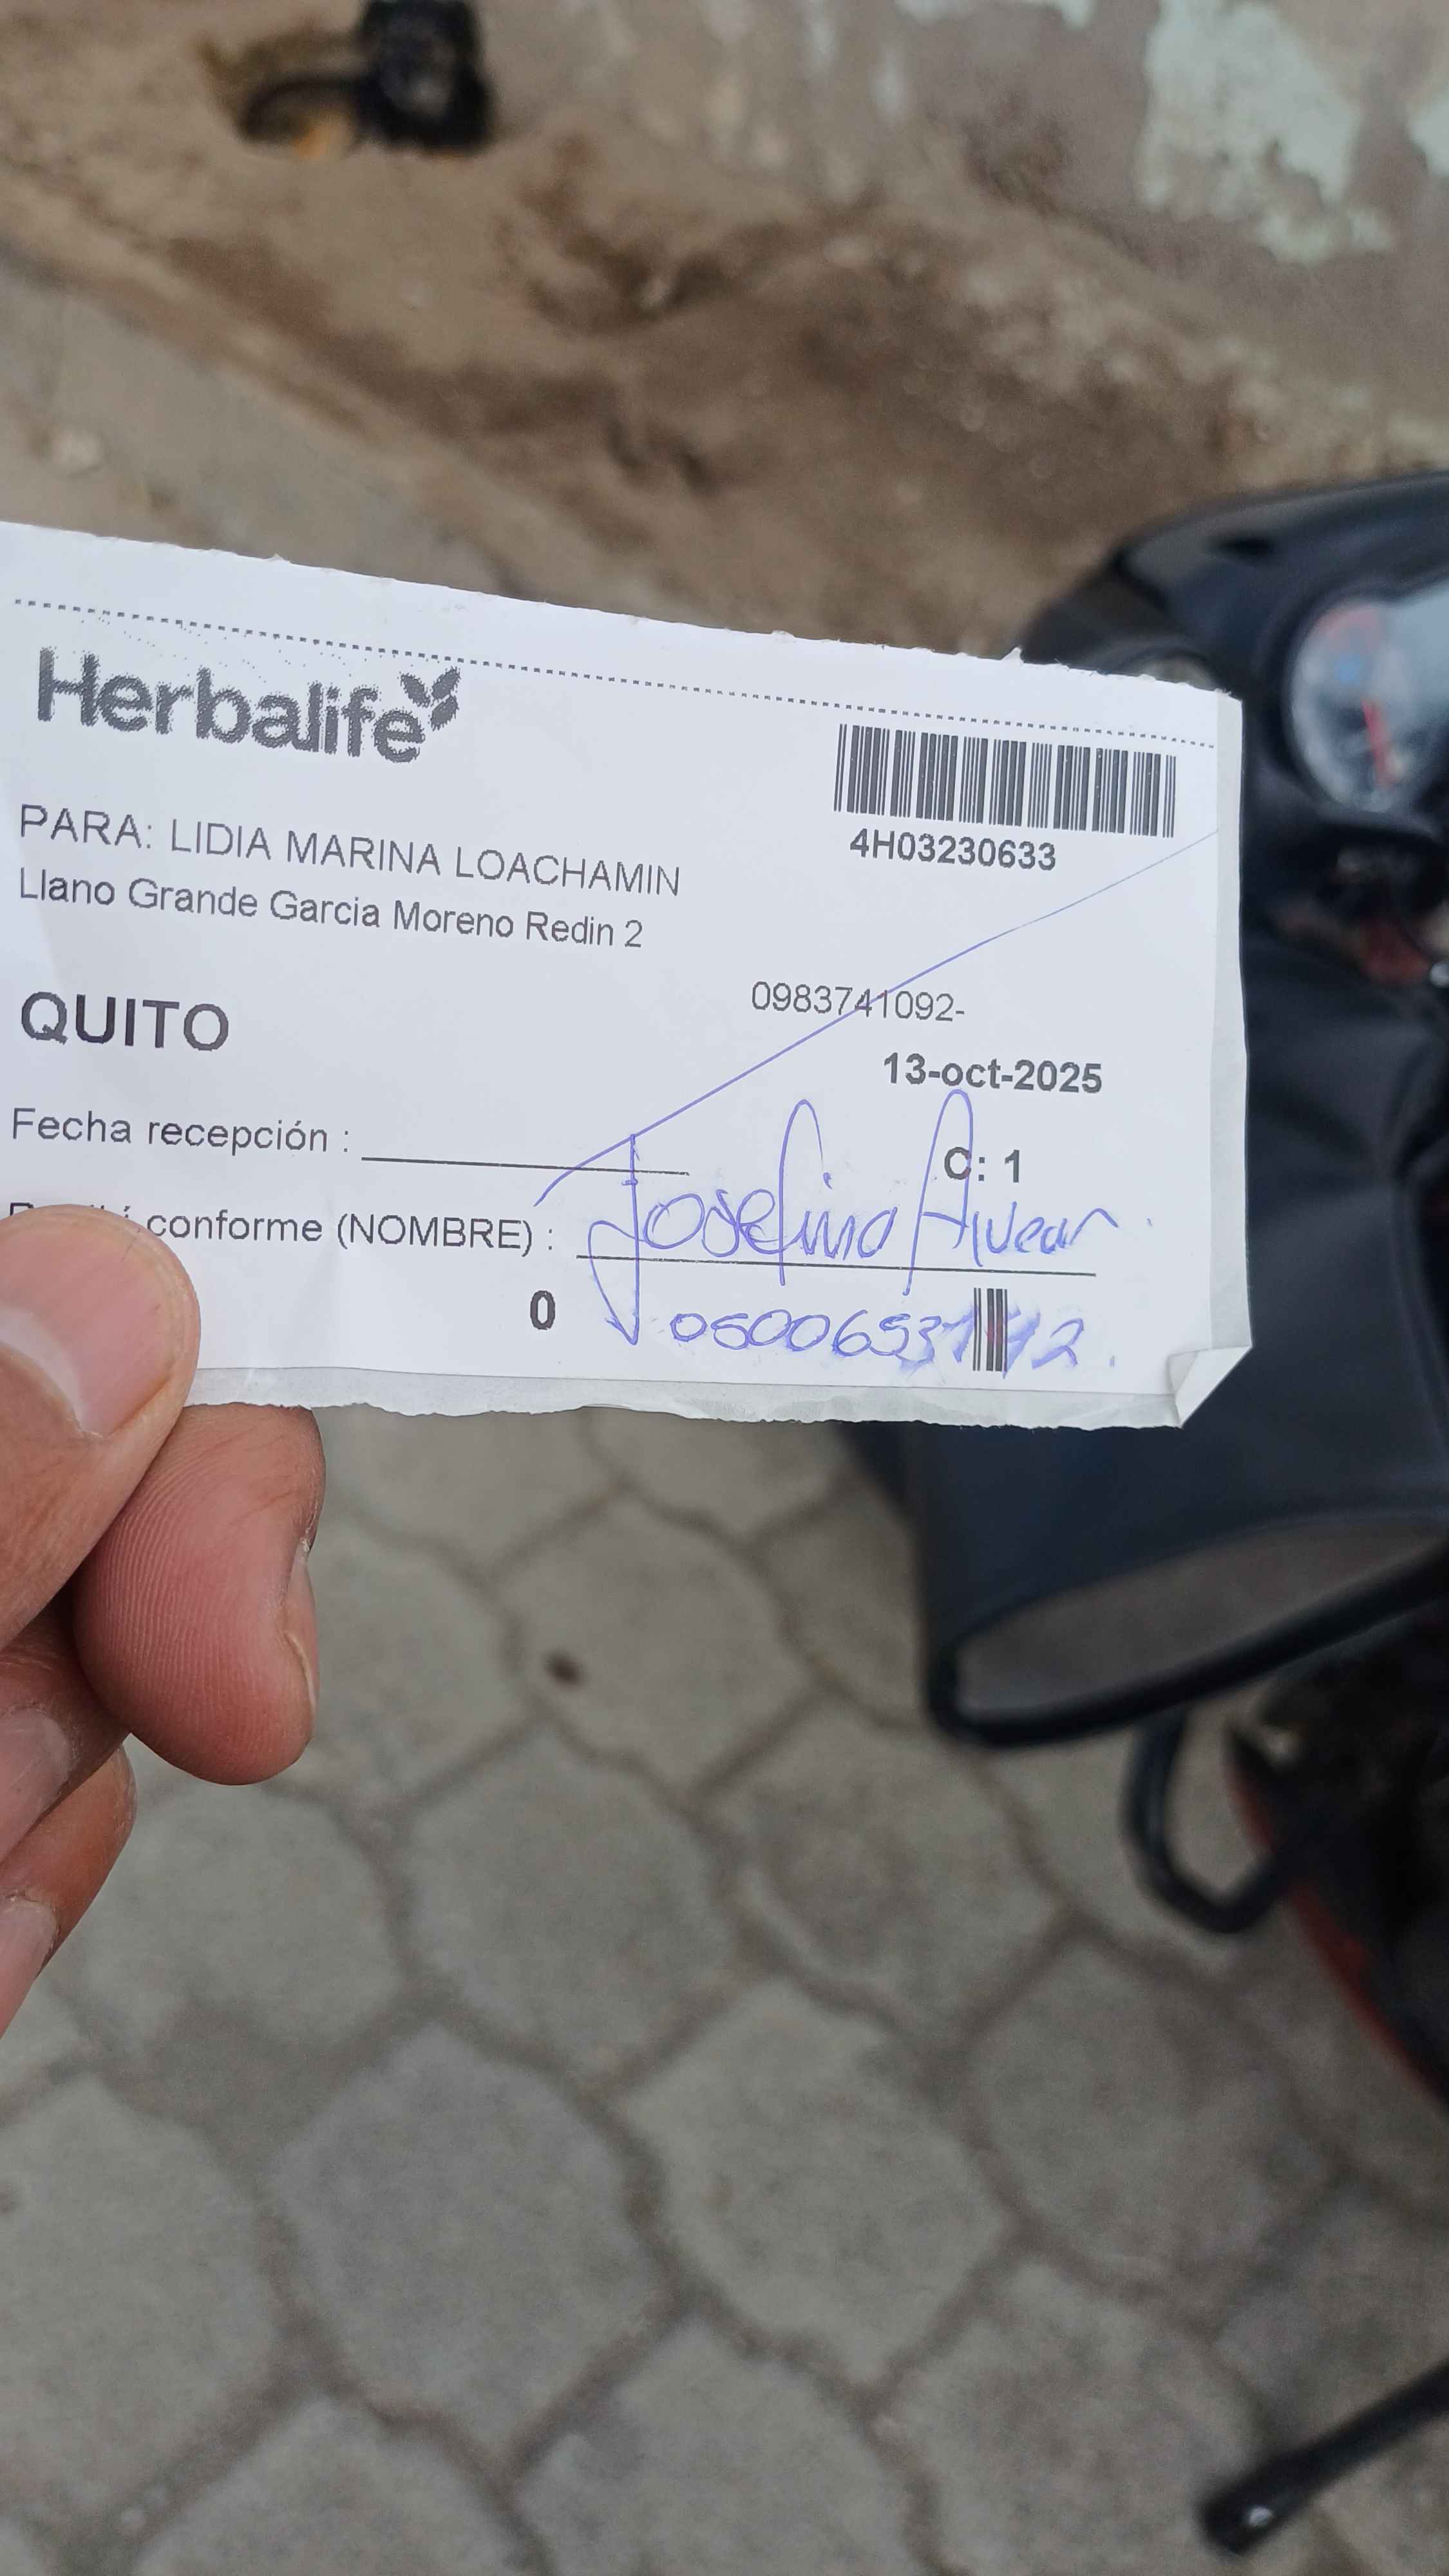 Herbalife
4H03230633
PARA: LIDIA MARINA LOACHAMIN
Llano Grande Garcia Moreno Redin 2
0983741092-
QUITO
13-oct-2025
Fecha recepción :
C: 1
conforme (NOMBRE) : Josefina Alvear
0